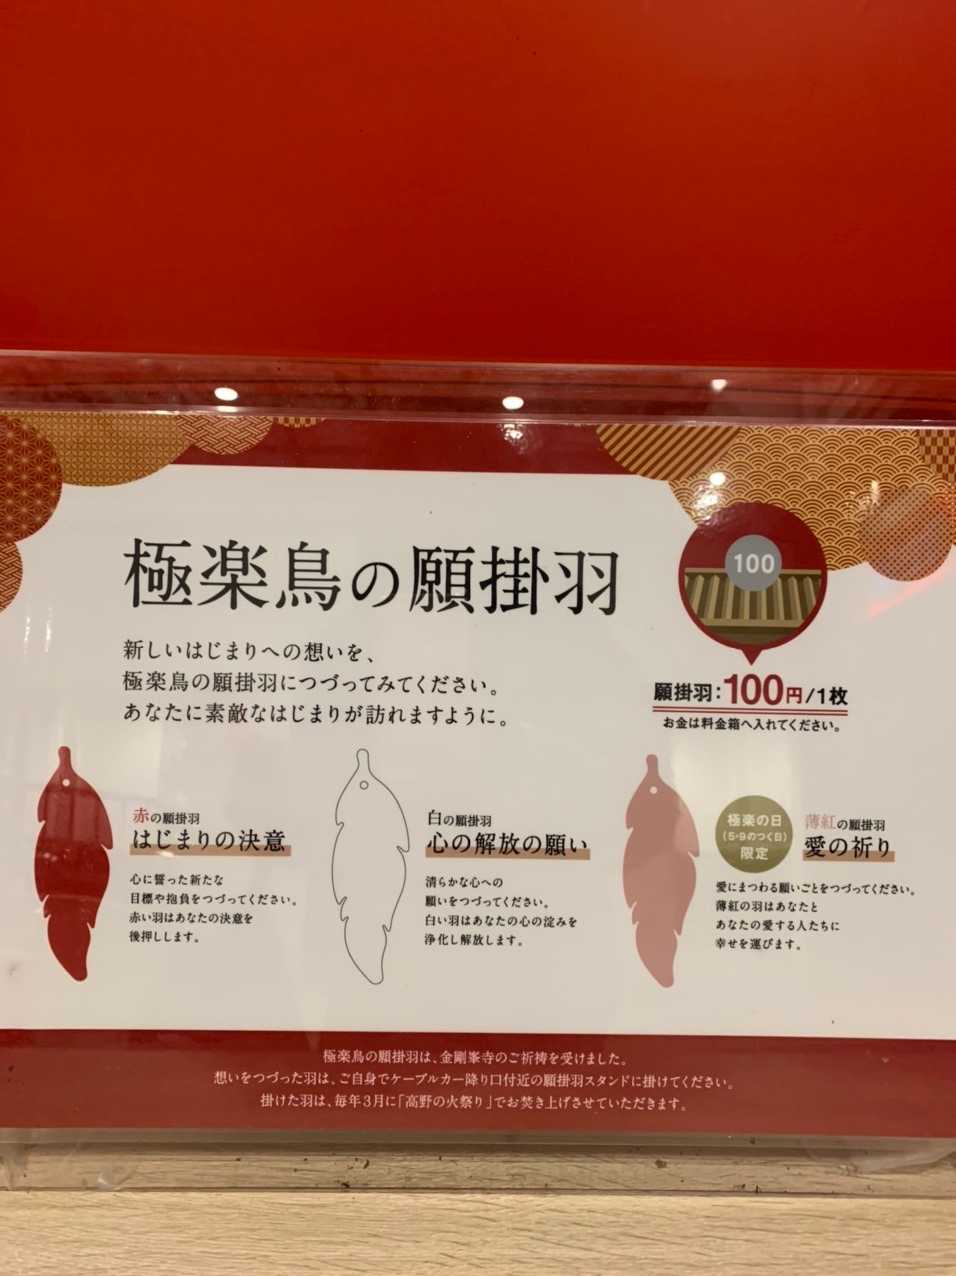 極楽鳥の願掛羽
新しいはじまりへの想いを、
極楽鳥の願掛羽につづってみてください。
あなたに素敵なはじまりが訪れますように。
100
願掛羽:100円/1枚
お金は料金箱へ入れてください。
赤の願掛羽
はじまりの決意
心に誓った新たな
目標や抱負をつづってください。
赤い羽はあなたの決意を
後押しします。
白の願掛羽
心の解放の願い
清らかな心への
願いをつづってください。
白い羽はあなたの心の淀みを
浄化し解放します。
極楽の日
(5・9のつく日)
限定
薄紅の願掛羽
愛の祈り
愛にまつわる願いごとをつづってください。
薄紅の羽はあなたと
あなたの愛する人たちに
幸せを運びます。
極楽鳥の願掛羽は、金剛峯寺のご祈祷を受けました。
想いをつづった羽は、ご自身でケーブルカー降り口付近の願掛羽スタンドに掛けてください。
掛けた羽は、毎年3月に「高野の火祭り」でお焚き上げさせていただきます。